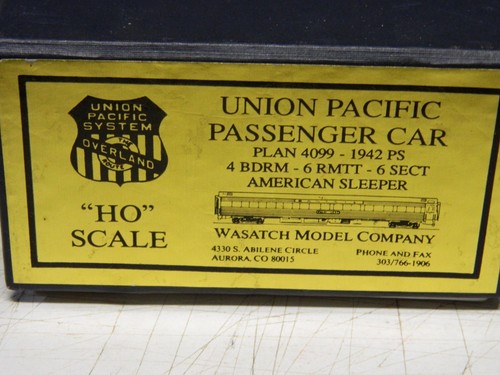 UNION
PACIFIC
SYSTEM
THE
OVERLAND
ROUTE
"HO"
SCALE
UNION PACIFIC
PASSENGER CAR
PLAN 4099 - 1942 PS
4 BDRM - 6 RMTT - 6 SECT
AMERICAN SLEEPER
WASATCH MODEL COMPANY
4330 S. ABILENE CIRCLE
AURORA, CO 80015
PHONE AND FAX
303/766-1906